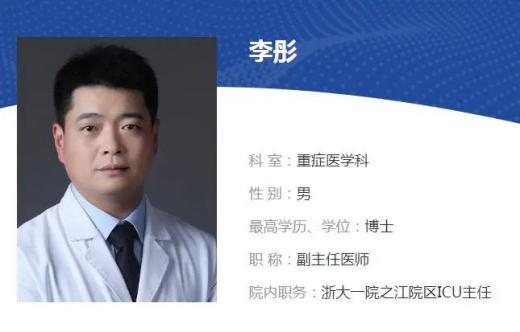 李彤
科 室：重症医学科
性 别：男
最高学历、学位：博士
职 称：副主任医师
院内职务：浙大一院之江院区ICU主任